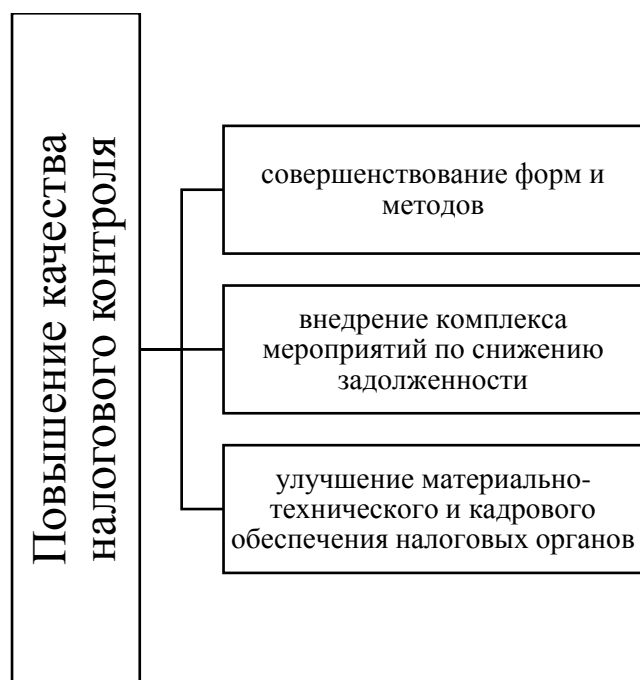 Повышение качества
налогового контроля
совершенствование форм и
методов
внедрение комплекса
мероприятий по снижению
задолженности
улучшение материально-
технического и кадрового
обеспечения налоговых органов